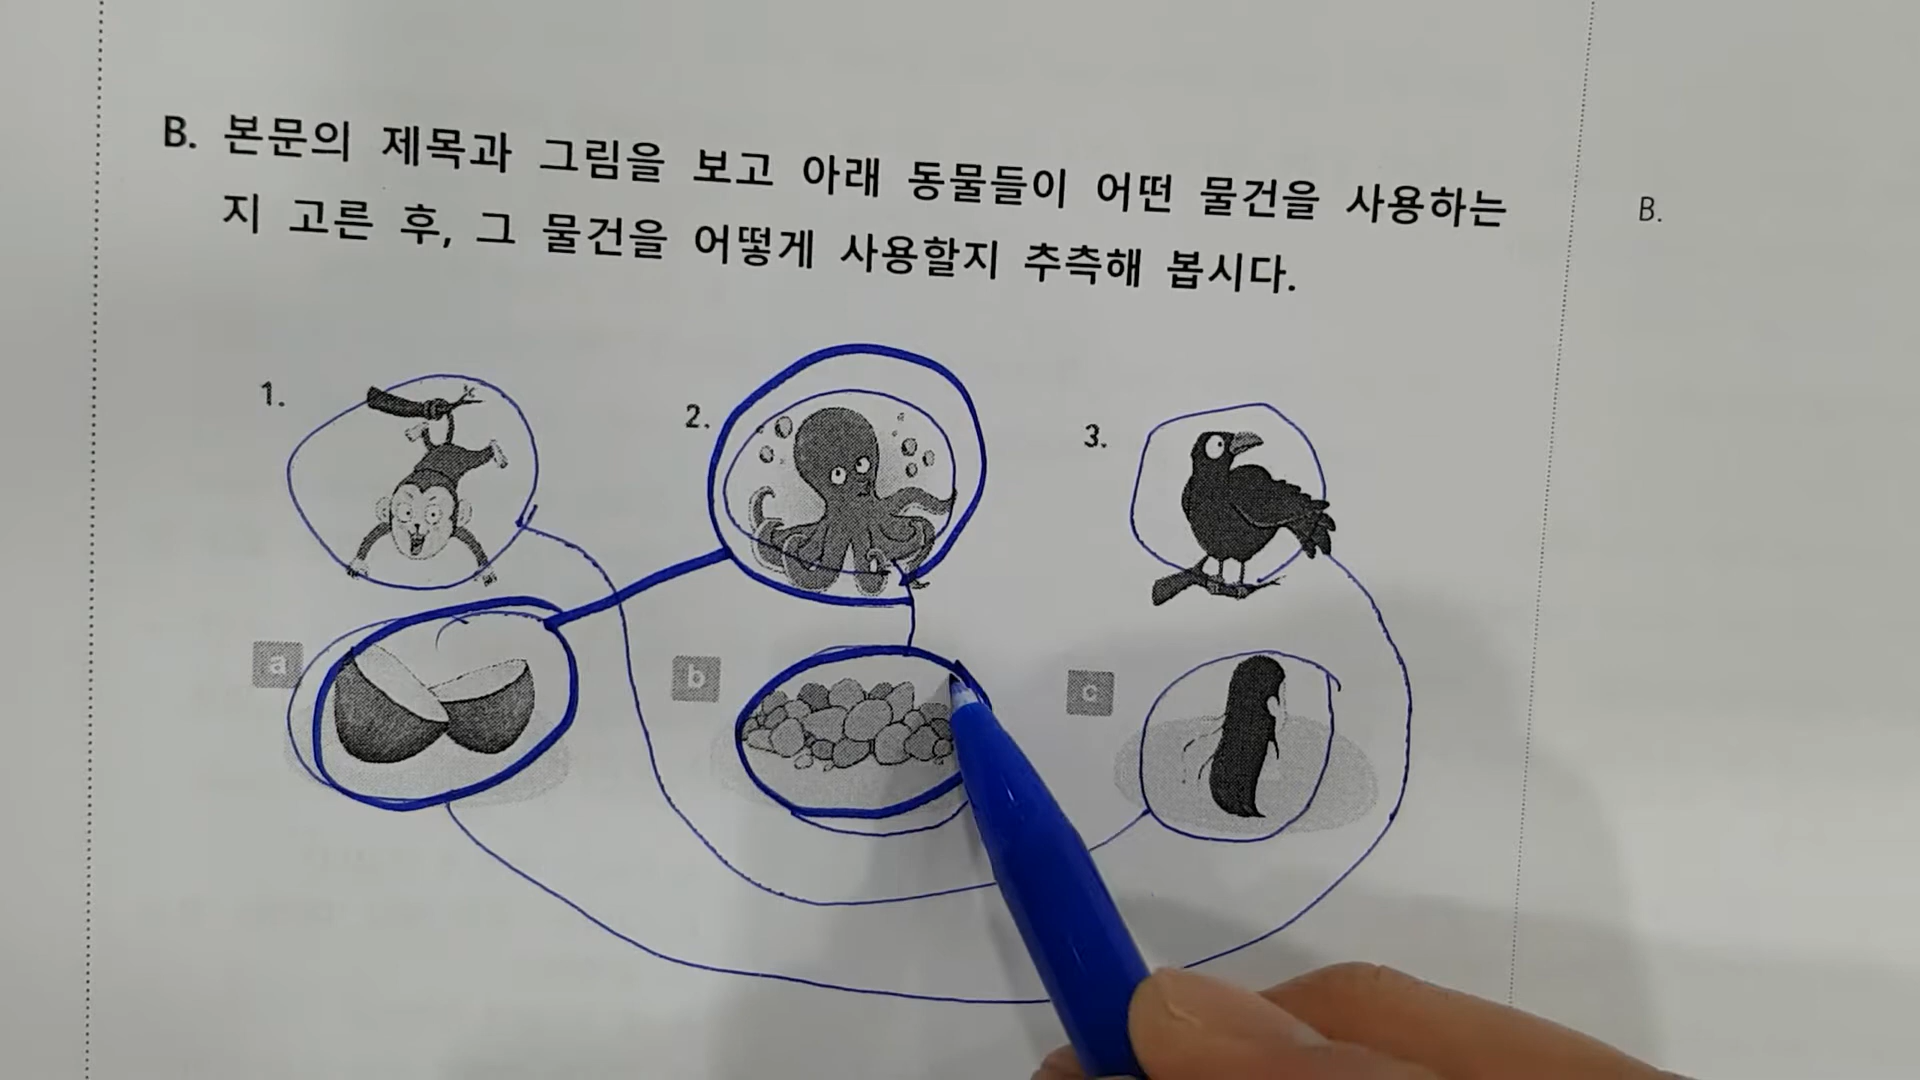 B. 본문의 제목과 그림을 보고 아래 동물들이 어떤 물건을 사용하는
지 고른 후, 그 물건을 어떻게 사용할지 추측해 봅시다.
B.
1.
2.
3.
a
b
c